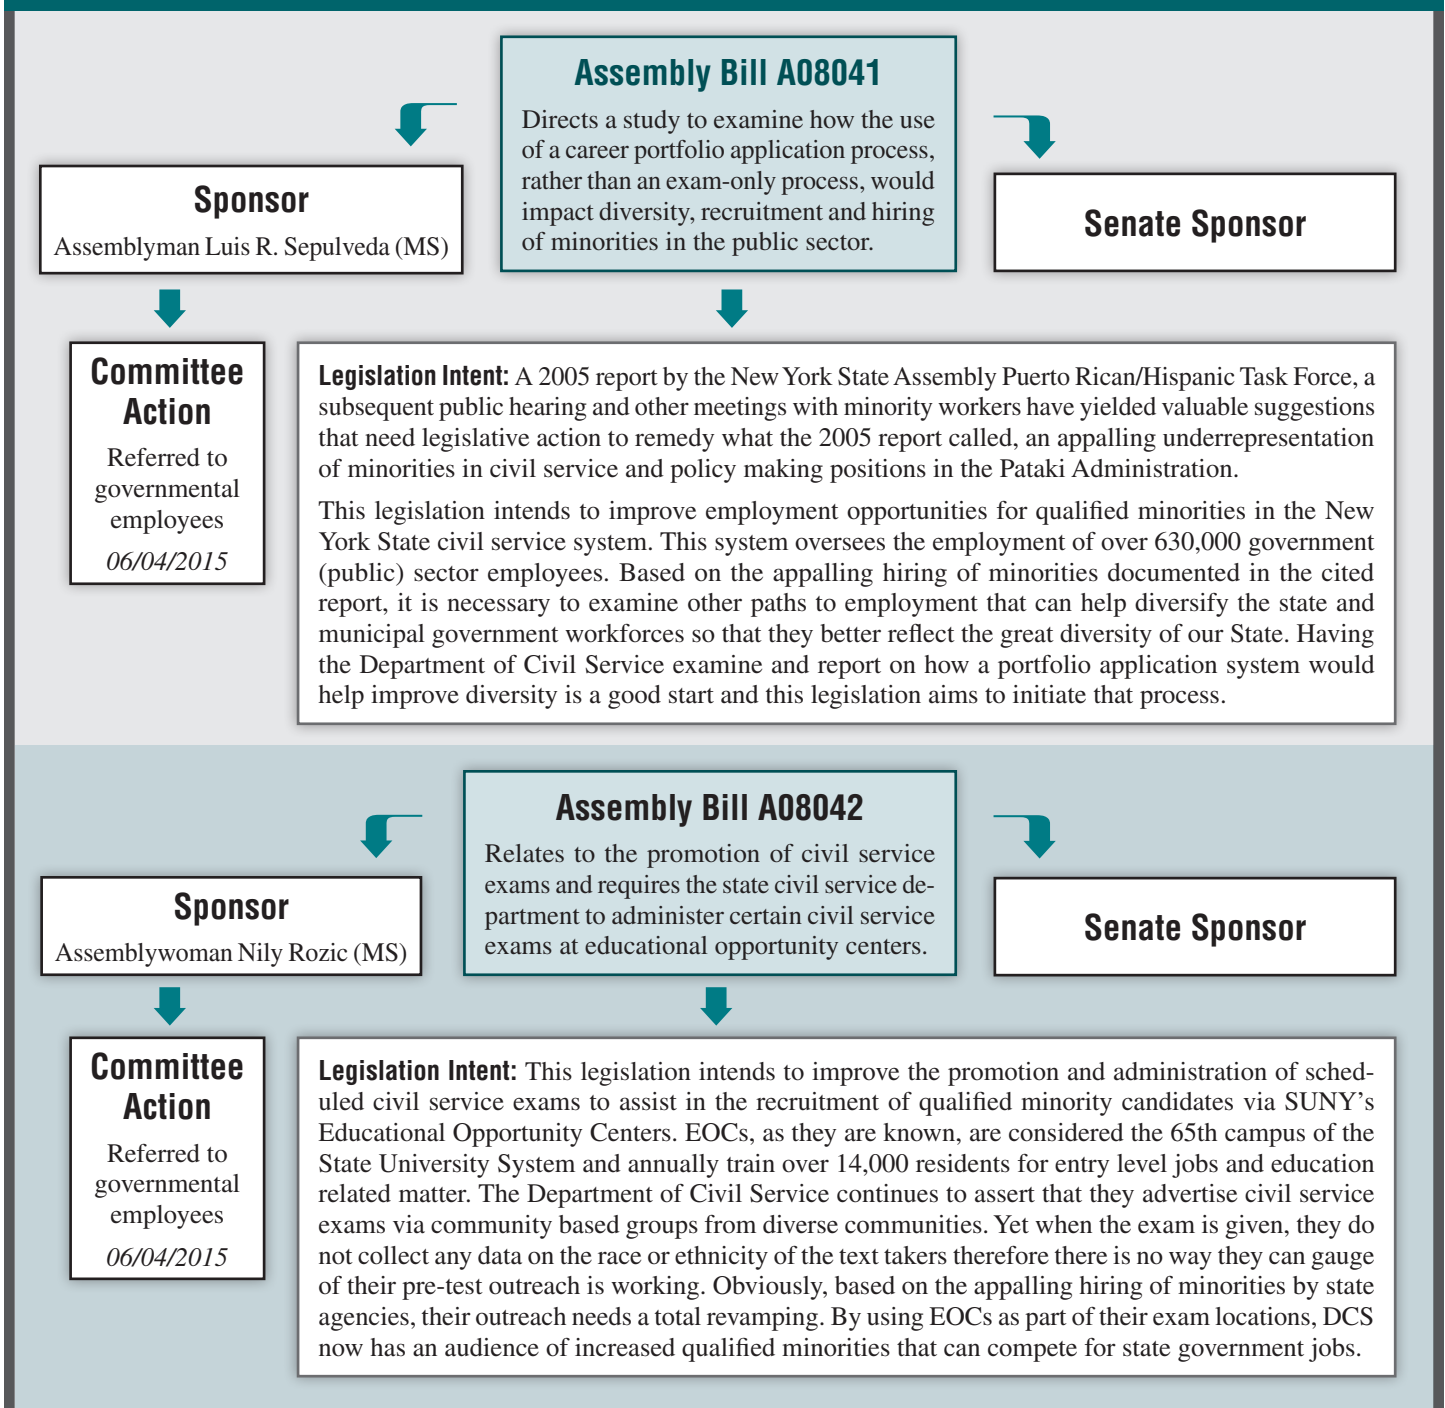 Assembly Bill A08041
Directs a study to examine how the use
of a career portfolio application process,
rather than an exam-only process, would
impact diversity, recruitment and hiring
of minorities in the public sector.
Sponsor
Assemblyman Luis R. Sepulveda (MS)
Senate Sponsor
Committee
Action
Referred to
governmental
employees
06/04/2015
Legislation Intent: A 2005 report by the New York State Assembly Puerto Rican/Hispanic Task Force, a
subsequent public hearing and other meetings with minority workers have yielded valuable suggestions
that need legislative action to remedy what the 2005 report called, an appalling underrepresentation
of minorities in civil service and policy making positions in the Pataki Administration.
This legislation intends to improve employment opportunities for qualified minorities in the New
York State civil service system. This system oversees the employment of over 630,000 government
(public) sector employees. Based on the appalling hiring of minorities documented in the cited
report, it is necessary to examine other paths to employment that can help diversify the state and
municipal government workforces so that they better reflect the great diversity of our State. Having
the Department of Civil Service examine and report on how a portfolio application system would
help improve diversity is a good start and this legislation aims to initiate that process.
Assembly Bill A08042
Relates to the promotion of civil service
exams and requires the state civil service de-
partment to administer certain civil service
exams at educational opportunity centers.
Sponsor
Assemblywoman Nily Rozic (MS)
Senate Sponsor
Committee
Action
Referred to
governmental
employees
06/04/2015
Legislation Intent: This legislation intends to improve the promotion and administration of sched-
uled civil service exams to assist in the recruitment of qualified minority candidates via SUNY's
Educational Opportunity Centers. EOCs, as they are known, are considered the 65th campus of the
State University System and annually train over 14,000 residents for entry level jobs and education
related matter. The Department of Civil Service continues to assert that they advertise civil service
exams via community based groups from diverse communities. Yet when the exam is given, they do
not collect any data on the race or ethnicity of the text takers therefore there is no way they can gauge
of their pre-test outreach is working. Obviously, based on the appalling hiring of minorities by state
agencies, their outreach needs a total revamping. By using EOCs as part of their exam locations, DCS
now has an audience of increased qualified minorities that can compete for state government jobs.